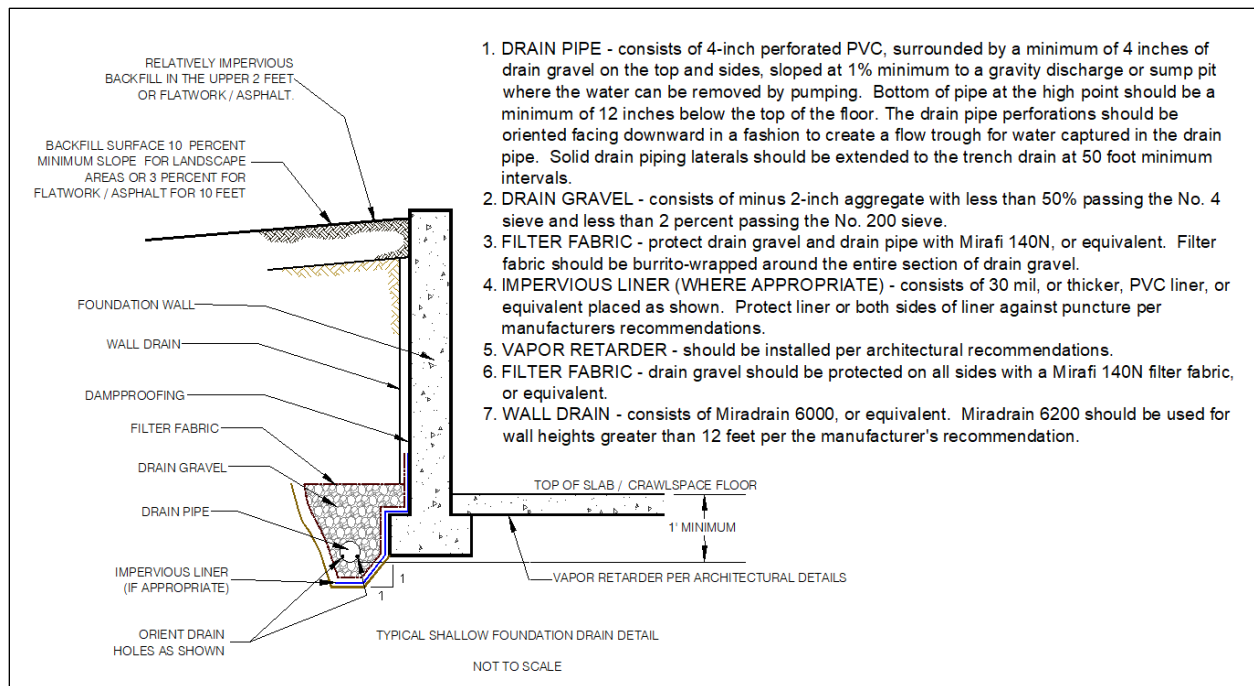 RELATIVELY IMPERVIOUS
BACKFILL IN THE UPPER 2 FEET
OR FLATWORK / ASPHALT.
BACKFILL SURFACE 10 PERCENT
MINIMUM SLOPE FOR LANDSCAPE
AREAS OR 3 PERCENT FOR
FLATWORK / ASPHALT FOR 10 FEET
FOUNDATION WALL
WALL DRAIN
DAMPPROOFING
FILTER FABRIC
DRAIN GRAVEL
DRAIN PIPE
IMPERVIOUS LINER
(IF APPROPRIATE)
ORIENT DRAIN
HOLES AS SHOWN
1
1
TOP OF SLAB / CRAWLSPACE FLOOR
1' MINIMUM
VAPOR RETARDER PER ARCHITECTURAL DETAILS
TYPICAL SHALLOW FOUNDATION DRAIN DETAIL
NOT TO SCALE
1. DRAIN PIPE - consists of 4-inch perforated PVC, surrounded by a minimum of 4 inches of
drain gravel on the top and sides, sloped at 1% minimum to a gravity discharge or sump pit
where the water can be removed by pumping. Bottom of pipe at the high point should be a
minimum of 12 inches below the top of the floor. The drain pipe perforations should be
oriented facing downward in a fashion to create a flow trough for water captured in the drain
pipe. Solid drain piping laterals should be extended to the trench drain at 50 foot minimum
intervals.
2. DRAIN GRAVEL - consists of minus 2-inch aggregate with less than 50% passing the No. 4
sieve and less than 2 percent passing the No. 200 sieve.
3. FILTER FABRIC - protect drain gravel and drain pipe with Mirafi 140N, or equivalent. Filter
fabric should be burrito-wrapped around the entire section of drain gravel.
4. IMPERVIOUS LINER (WHERE APPROPRIATE) - consists of 30 mil, or thicker, PVC liner, or
equivalent placed as shown. Protect liner or both sides of liner against puncture per
manufacturers recommendations.
5. VAPOR RETARDER - should be installed per architectural recommendations.
6. FILTER FABRIC - drain gravel should be protected on all sides with a Mirafi 140N filter fabric,
or equivalent.
7. WALL DRAIN - consists of Miradrain 6000, or equivalent. Miradrain 6200 should be used for
wall heights greater than 12 feet per the manufacturer's recommendation.